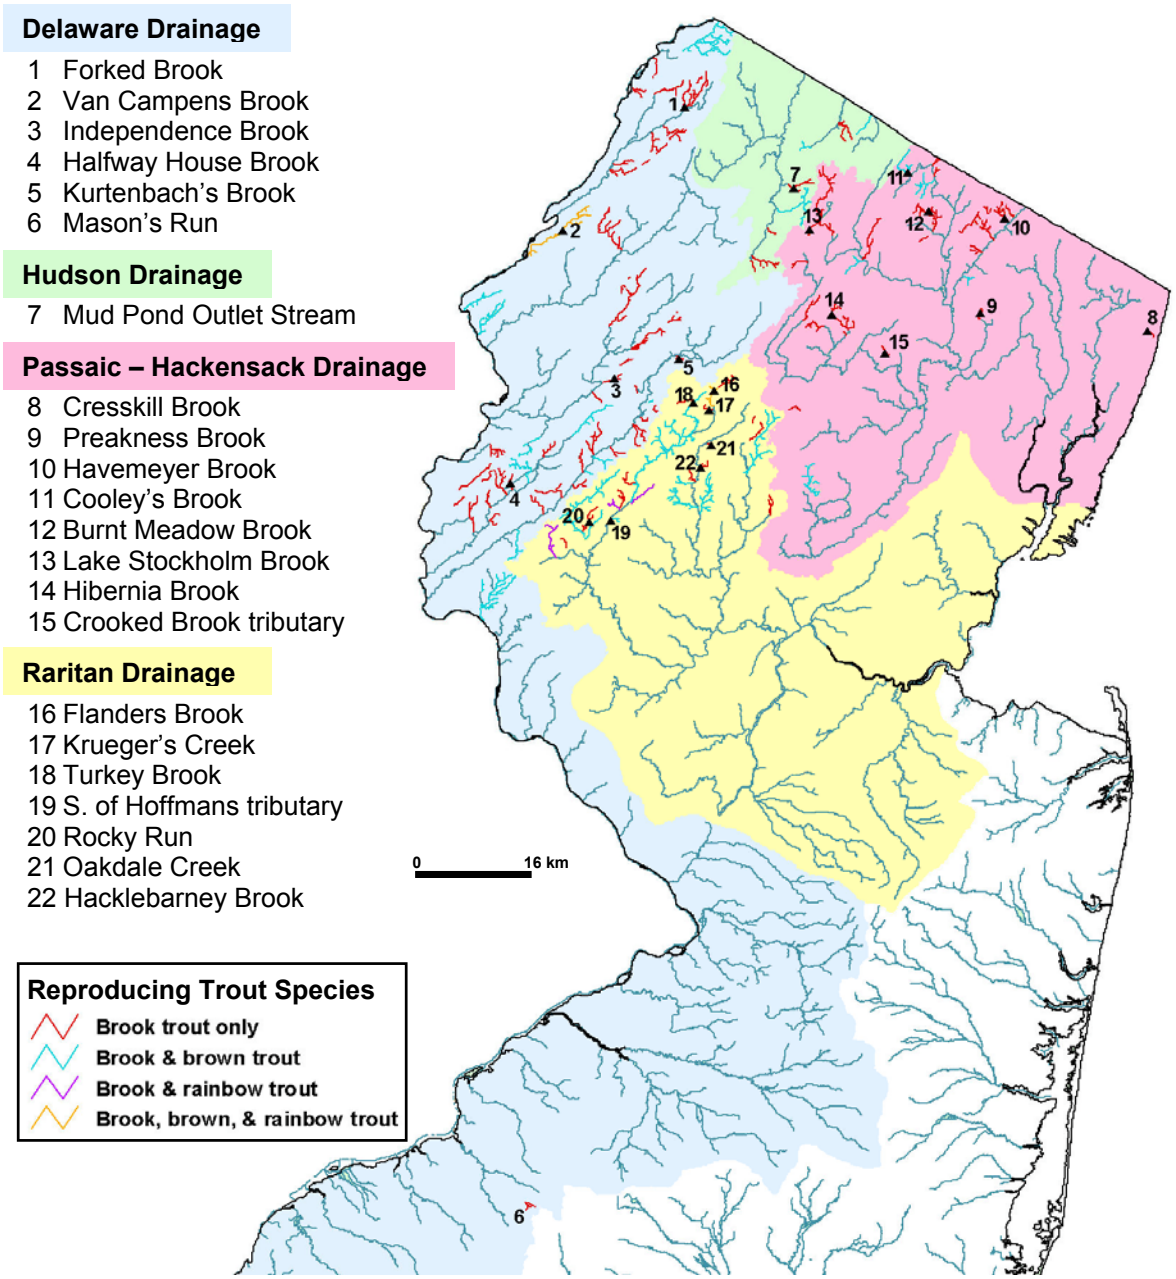 Delaware Drainage
1 Forked Brook
2 Van Campens Brook
3 Independence Brook
4 Halfway House Brook
5 Kurtenbach's Brook
6 Mason's Run
Hudson Drainage
7 Mud Pond Outlet Stream
Passaic – Hackensack Drainage
8 Cresskill Brook
9 Preakness Brook
10 Havemeyer Brook
11 Cooley's Brook
12 Burnt Meadow Brook
13 Lake Stockholm Brook
14 Hibernia Brook
15 Crooked Brook tributary
Raritan Drainage
16 Flanders Brook
17 Krueger's Creek
18 Turkey Brook
19 S. of Hoffmans tributary
20 Rocky Run
21 Oakdale Creek
22 Hacklebarney Brook
Reproducing Trout Species
Brook trout only
Brook & brown trout
Brook & rainbow trout
Brook, brown, & rainbow trout
0 16 km
1
7
11
13
12
10
2
14
9
8
15
5
3
16
18
17
21
22
4
20
19
6